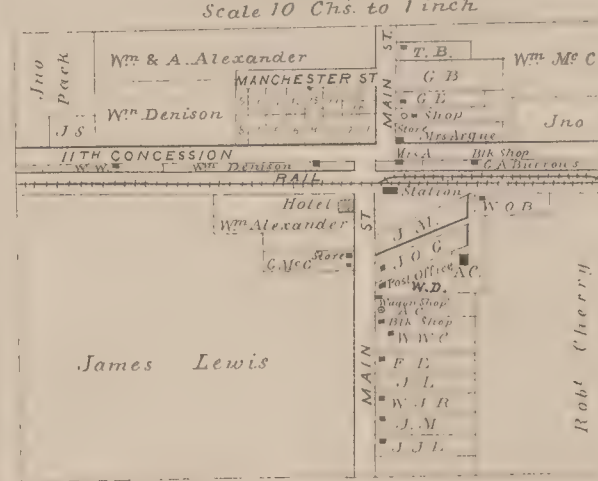 Scale 10 Chs. to 1 inch
Jno Pack
Wm & A. Alexander
MAIN ST.
T. B.
Wm Mc C
G B
MANCHESTER ST
G E
Shop
Wm Denison
J S
Store
Mrs Argue
Jno
11TH CONCESSION
Mrs A
Blk Shop
W. W.
Wm Denison
C. A. Burrows
RAIL
Station
Hotel
W O B
Wm Alexander
ST
J. M.
J O G
G. Mc C
Store
Post Office
A C.
W. D.
Wagon Shop
A C
Blk Shop
W W C
James Lewis
MAIN
F E
J L
W J R
J. M
J J L
Robt Cherry